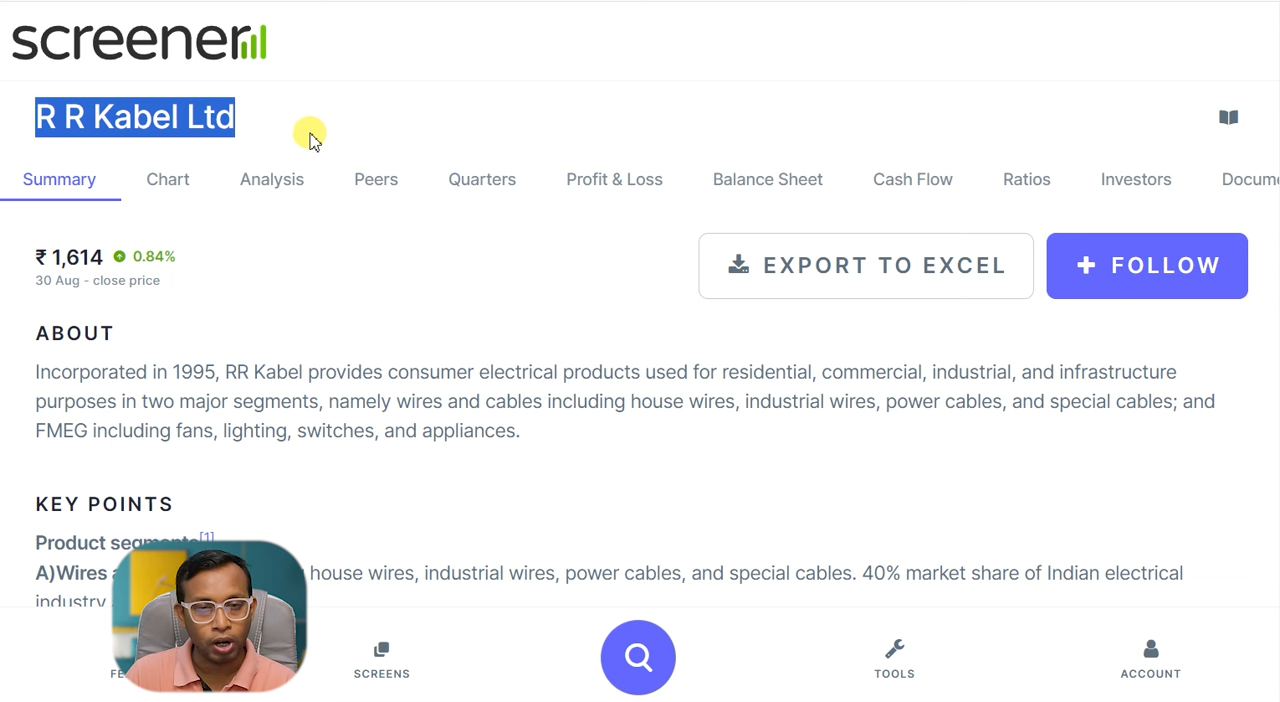 screener
R R Kabel Ltd
Summary Chart Analysis Peers Quarters Profit & Loss Balance Sheet Cash Flow Ratios Investors Docume
₹ 1,614 0.84%
30 Aug - close price
EXPORT TO EXCEL
FOLLOW
ABOUT
Incorporated in 1995, RR Kabel provides consumer electrical products used for residential, commercial, industrial, and infrastructure
purposes in two major segments, namely wires and cables including house wires, industrial wires, power cables, and special cables; and
FMEG including fans, lighting, switches, and appliances.
KEY POINTS
Product segments[1]
A)Wires house wires, industrial wires, power cables, and special cables. 40% market share of Indian electrical
industry
SCREENS
TOOLS
ACCOUNT